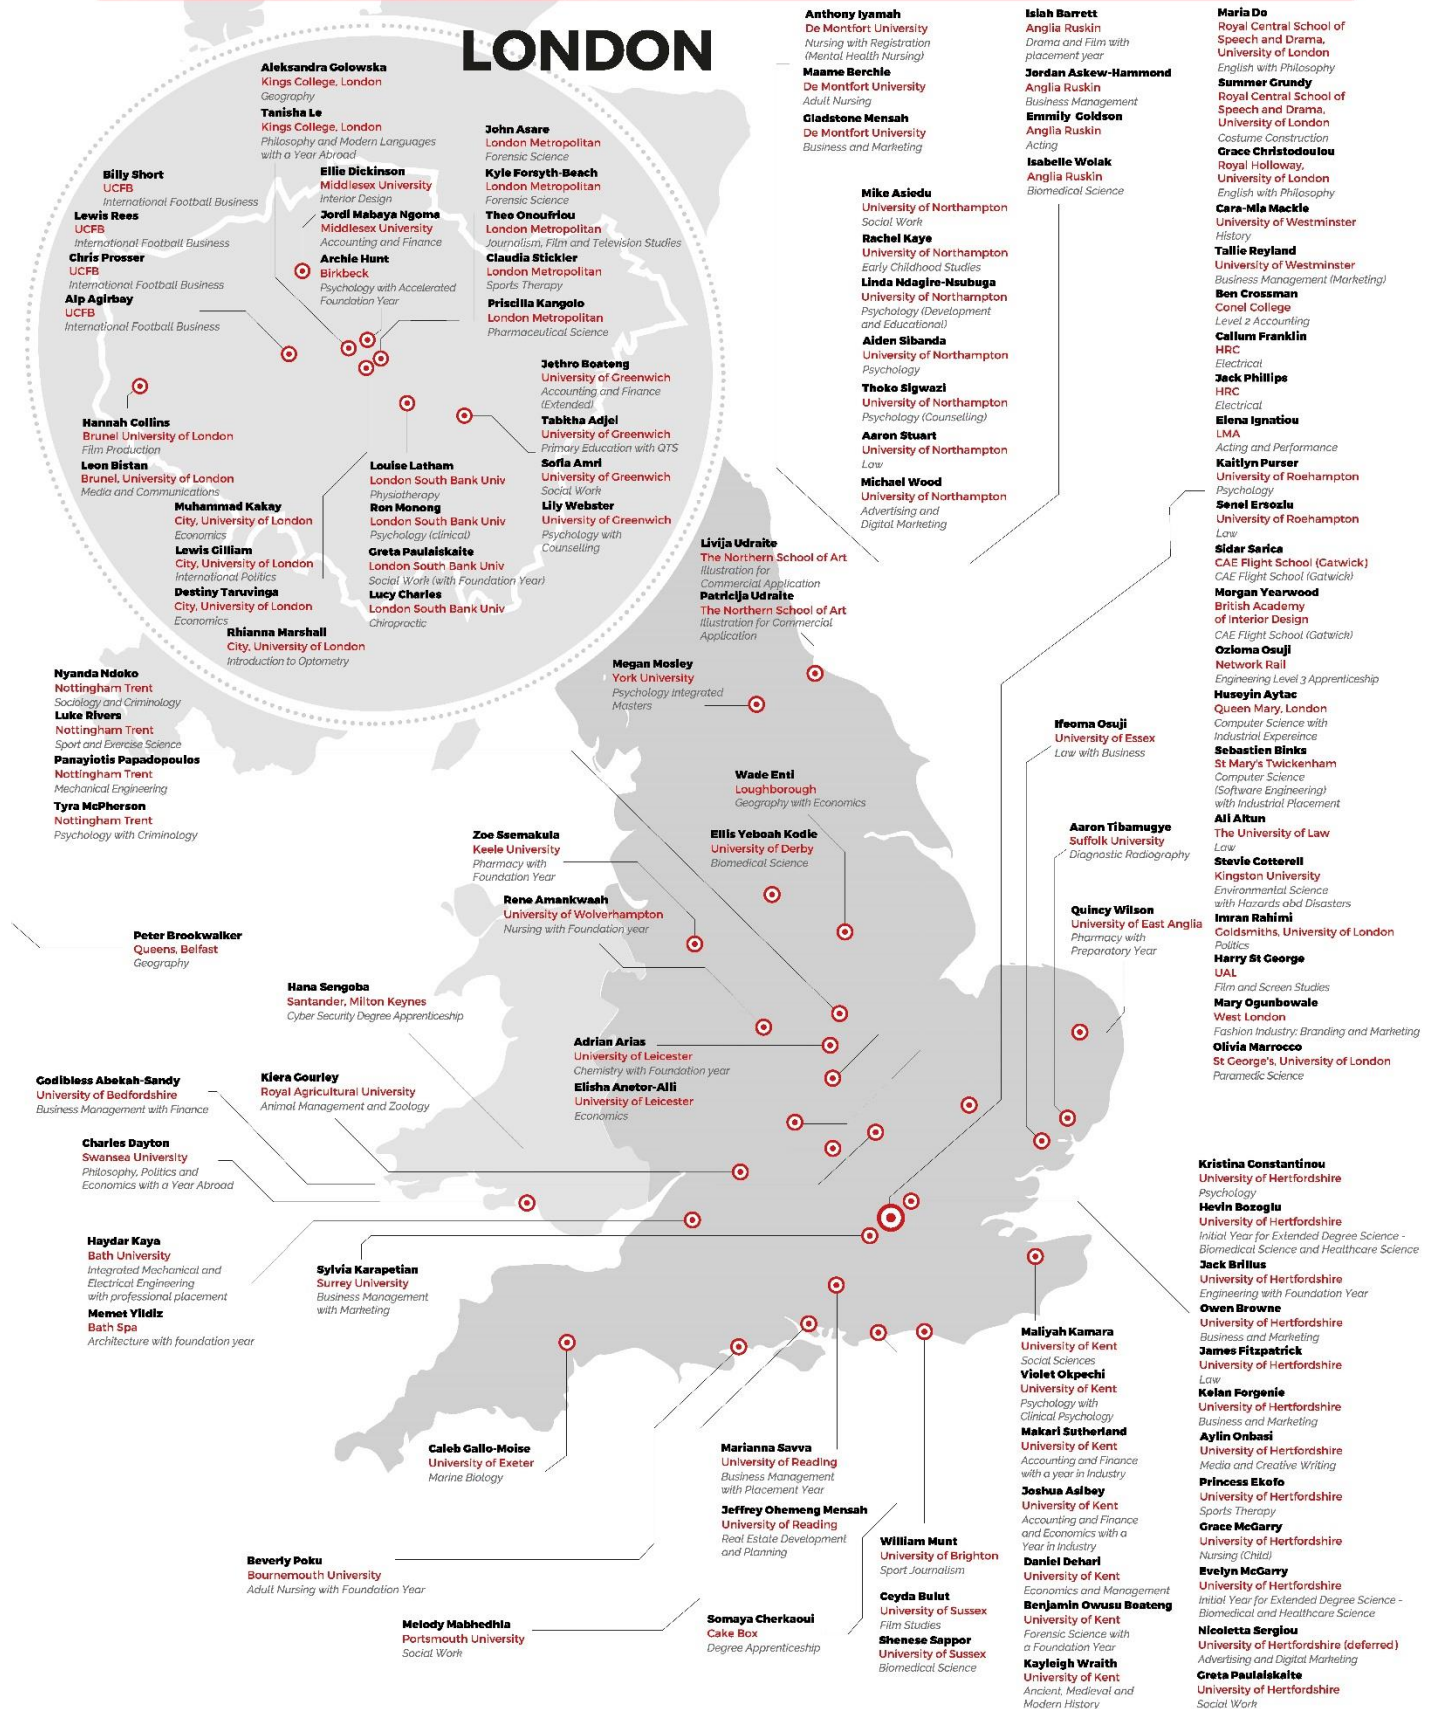 LONDON
Aleksandra Golowska
Kings College, London
Geography
Tanisha Le
Kings College, London
Philosophy and Modern Languages
with a Year Abroad
Billy Short
UCFB
International Football Business
Lewis Rees
UCFB
International Football Business
Chris Prosser
UCFB
International Football Business
Alp Agirbay
UCFB
International Football Business
Ellie Dickinson
Middlesex University
Interior Design
Jordi Mabaya Ngoma
Middlesex University
Accounting and Finance
Archie Hunt
Birkbeck
Psychology with Accelerated
Foundation Year
John Asare
London Metropolitan
Forensic Science
Kyle Forsyth-Beach
London Metropolitan
Forensic Science
Theo Onoufriou
London Metropolitan
Journalism, Film and Television Studies
Claudia Stickler
London Metropolitan
Sports Therapy
Priscilla Kangolo
London Metropolitan
Pharmaceutical Science
Jethro Boateng
University of Greenwich
Accounting and Finance
(Extended)
Tabitha Adjei
University of Greenwich
Primary Education with QTS
Sofia Amri
University of Greenwich
Social Work
Lily Webster
University of Greenwich
Psychology with
Counselling
Hannah Collins
Brunel University of London
Film Production
Leon Bistan
Brunel, University of London
Media and Communications
Muhammad Kakay
City, University of London
Economics
Lewis Gilliam
City, University of London
International Politics
Destiny Taruvinga
City, University of London
Economics
Rhianna Marshall
City, University of London
Introduction to Optometry
Louise Latham
London South Bank Univ
Physiotherapy
Ron Monong
London South Bank Univ
Psychology (clinical)
Greta Paulaiskaite
London South Bank Univ
Social Work (with Foundation Year)
Lucy Charles
London South Bank Univ
Chiropractic
Anthony Iyamah
De Montfort University
Nursing with Registration
(Mental Health Nursing)
Maame Berchie
De Montfort University
Adult Nursing
Gladstone Mensah
De Montfort University
Business and Marketing
Isiah Barrett
Anglia Ruskin
Drama and Film with
placement year
Jordan Askew-Hammond
Anglia Ruskin
Business Management
Emmily Goldson
Anglia Ruskin
Acting
Isabelle Wolak
Anglia Ruskin
Biomedical Science
Mike Asiedu
University of Northampton
Social Work
Rachel Kaye
University of Northampton
Early Childhood Studies
Linda Ndagire-Nsubuga
University of Northampton
Psychology (Development
and Educational)
Aiden Sibanda
University of Northampton
Psychology
Thoko Sigwazi
University of Northampton
Psychology (Counselling)
Aaron Stuart
University of Northampton
Law
Michael Wood
University of Northampton
Advertising and
Digital Marketing
Maria Do
Royal Central School of
Speech and Drama,
University of London
English with Philosophy
Summer Grundy
Royal Central School of
Speech and Drama,
University of London
Costume Construction
Grace Christodoulou
Royal Holloway,
University of London
English with Philosophy
Cara-Mia Mackie
University of Westminster
History
Tallie Reyland
University of Westminster
Business Management (Marketing)
Ben Crossman
Conel College
Level 2 Accounting
Callum Franklin
HRC
Electrical
Jack Phillips
HRC
Electrical
Elena Ignatiou
LMA
Acting and Performance
Kaitlyn Purser
University of Roehampton
Psychology
Senel Ersozlu
University of Roehampton
Law
Sidar Sarica
CAE Flight School (Gatwick)
CAE Flight School (Gatwick)
Morgan Yearwood
British Academy
of Interior Design
CAE Flight School (Gatwick)
Ozioma Osuji
Network Rail
Engineering Level 3 Apprenticeship
Huseyin Aytac
Queen Mary, London
Computer Science with
Industrial Expereince
Sebastien Binks
St Mary's Twickenham
Computer Science
(Software Engineering)
with Industrial Placement
Ali Altun
The University of Law
Law
Stevie Cotterell
Kingston University
Environmental Science
with Hazards abd Disasters
Imran Rahimi
Goldsmiths, University of London
Politics
Harry St George
UAL
Film and Screen Studies
Mary Ogunbowale
West London
Fashion Industry: Branding and Marketing
Olivia Marrocco
St George's, University of London
Paramedic Science
Livija Udraite
The Northern School of Art
Illustration for
Commercial Application
Patricija Udraite
The Northern School of Art
Illustration for Commercial
Application
Megan Mosley
York University
Psychology Integrated
Masters
Nyanda Ndoko
Nottingham Trent
Sociology and Criminology
Luke Rivers
Nottingham Trent
Sport and Exercise Science
Panayiotis Papadopoulos
Nottingham Trent
Mechanical Engineering
Tyra McPherson
Nottingham Trent
Psychology with Criminology
Ifeoma Osuji
University of Essex
Law with Business
Wade Enti
Loughborough
Geography with Economics
Ellis Yeboah Kodie
University of Derby
Biomedical Science
Zoe Ssemakula
Keele University
Pharmacy with
Foundation Year
Rene Amankwaah
University of Wolverhampton
Nursing with Foundation year
Aaron Tibamugye
Suffolk University
Diagnostic Radiography
Quincy Wilson
University of East Anglia
Pharmacy with
Preparatory Year
Peter Brookwalker
Queens, Belfast
Geography
Hana Sengoba
Santander, Milton Keynes
Cyber Security Degree Apprenticeship
Adrian Arias
University of Leicester
Chemistry with Foundation year
Elisha Anetor-Alli
University of Leicester
Economics
Godibless Abekah-Sandy
University of Bedfordshire
Business Management with Finance
Kiera Gourley
Royal Agricultural University
Animal Management and Zoology
Charles Dayton
Swansea University
Philosophy, Politics and
Economics with a Year Abroad
Haydar Kaya
Bath University
Integrated Mechanical and
Electrical Engineering
with professional placement
Memet Yildiz
Bath Spa
Architecture with foundation year
Sylvia Karapetian
Surrey University
Business Management
with Marketing
Caleb Gallo-Moise
University of Exeter
Marine Biology
Beverly Poku
Bournemouth University
Adult Nursing with Foundation Year
Melody Mabhedhla
Portsmouth University
Social Work
Marianna Savva
University of Reading
Business Management
with Placement Year
Jeffrey Ohemeng Mensah
University of Reading
Real Estate Development
and Planning
Somaya Cherkaoui
Cake Box
Degree Apprenticeship
William Munt
University of Brighton
Sport Journalism
Ceyda Bulut
University of Sussex
Film Studies
Shenese Sappor
University of Sussex
Biomedical Science
Maliyah Kamara
University of Kent
Social Sciences
Violet Okpechi
University of Kent
Psychology with
Clinical Psychology
Makari Sutherland
University of Kent
Accounting and Finance
with a year in Industry
Joshua Asibey
University of Kent
Accounting and Finance
and Economics with a
Year in Industry
Daniel Dehari
University of Kent
Economics and Management
Benjamin Owusu Boateng
University of Kent
Forensic Science with
a Foundation Year
Kayleigh Wraith
University of Kent
Ancient, Medieval and
Modern History
Kristina Constantinou
University of Hertfordshire
Psychology
Hevin Bozoglu
University of Hertfordshire
Initial Year for Extended Degree Science -
Biomedical Science and Healthcare Science
Jack Brillus
University of Hertfordshire
Engineering with Foundation Year
Owen Browne
University of Hertfordshire
Business and Marketing
James Fitzpatrick
University of Hertfordshire
Law
Kelan Forgenie
University of Hertfordshire
Business and Marketing
Aylin Onbasi
University of Hertfordshire
Media and Creative Writing
Princess Ekofo
University of Hertfordshire
Sports Therapy
Grace McGarry
University of Hertfordshire
Nursing (Child)
Evelyn McGarry
University of Hertfordshire
Initial Year for Extended Degree Science -
Biomedical and Healthcare Science
Nicoletta Sergiou
University of Hertfordshire (deferred)
Advertising and Digital Marketing
Greta Paulaiskaite
University of Hertfordshire
Social Work